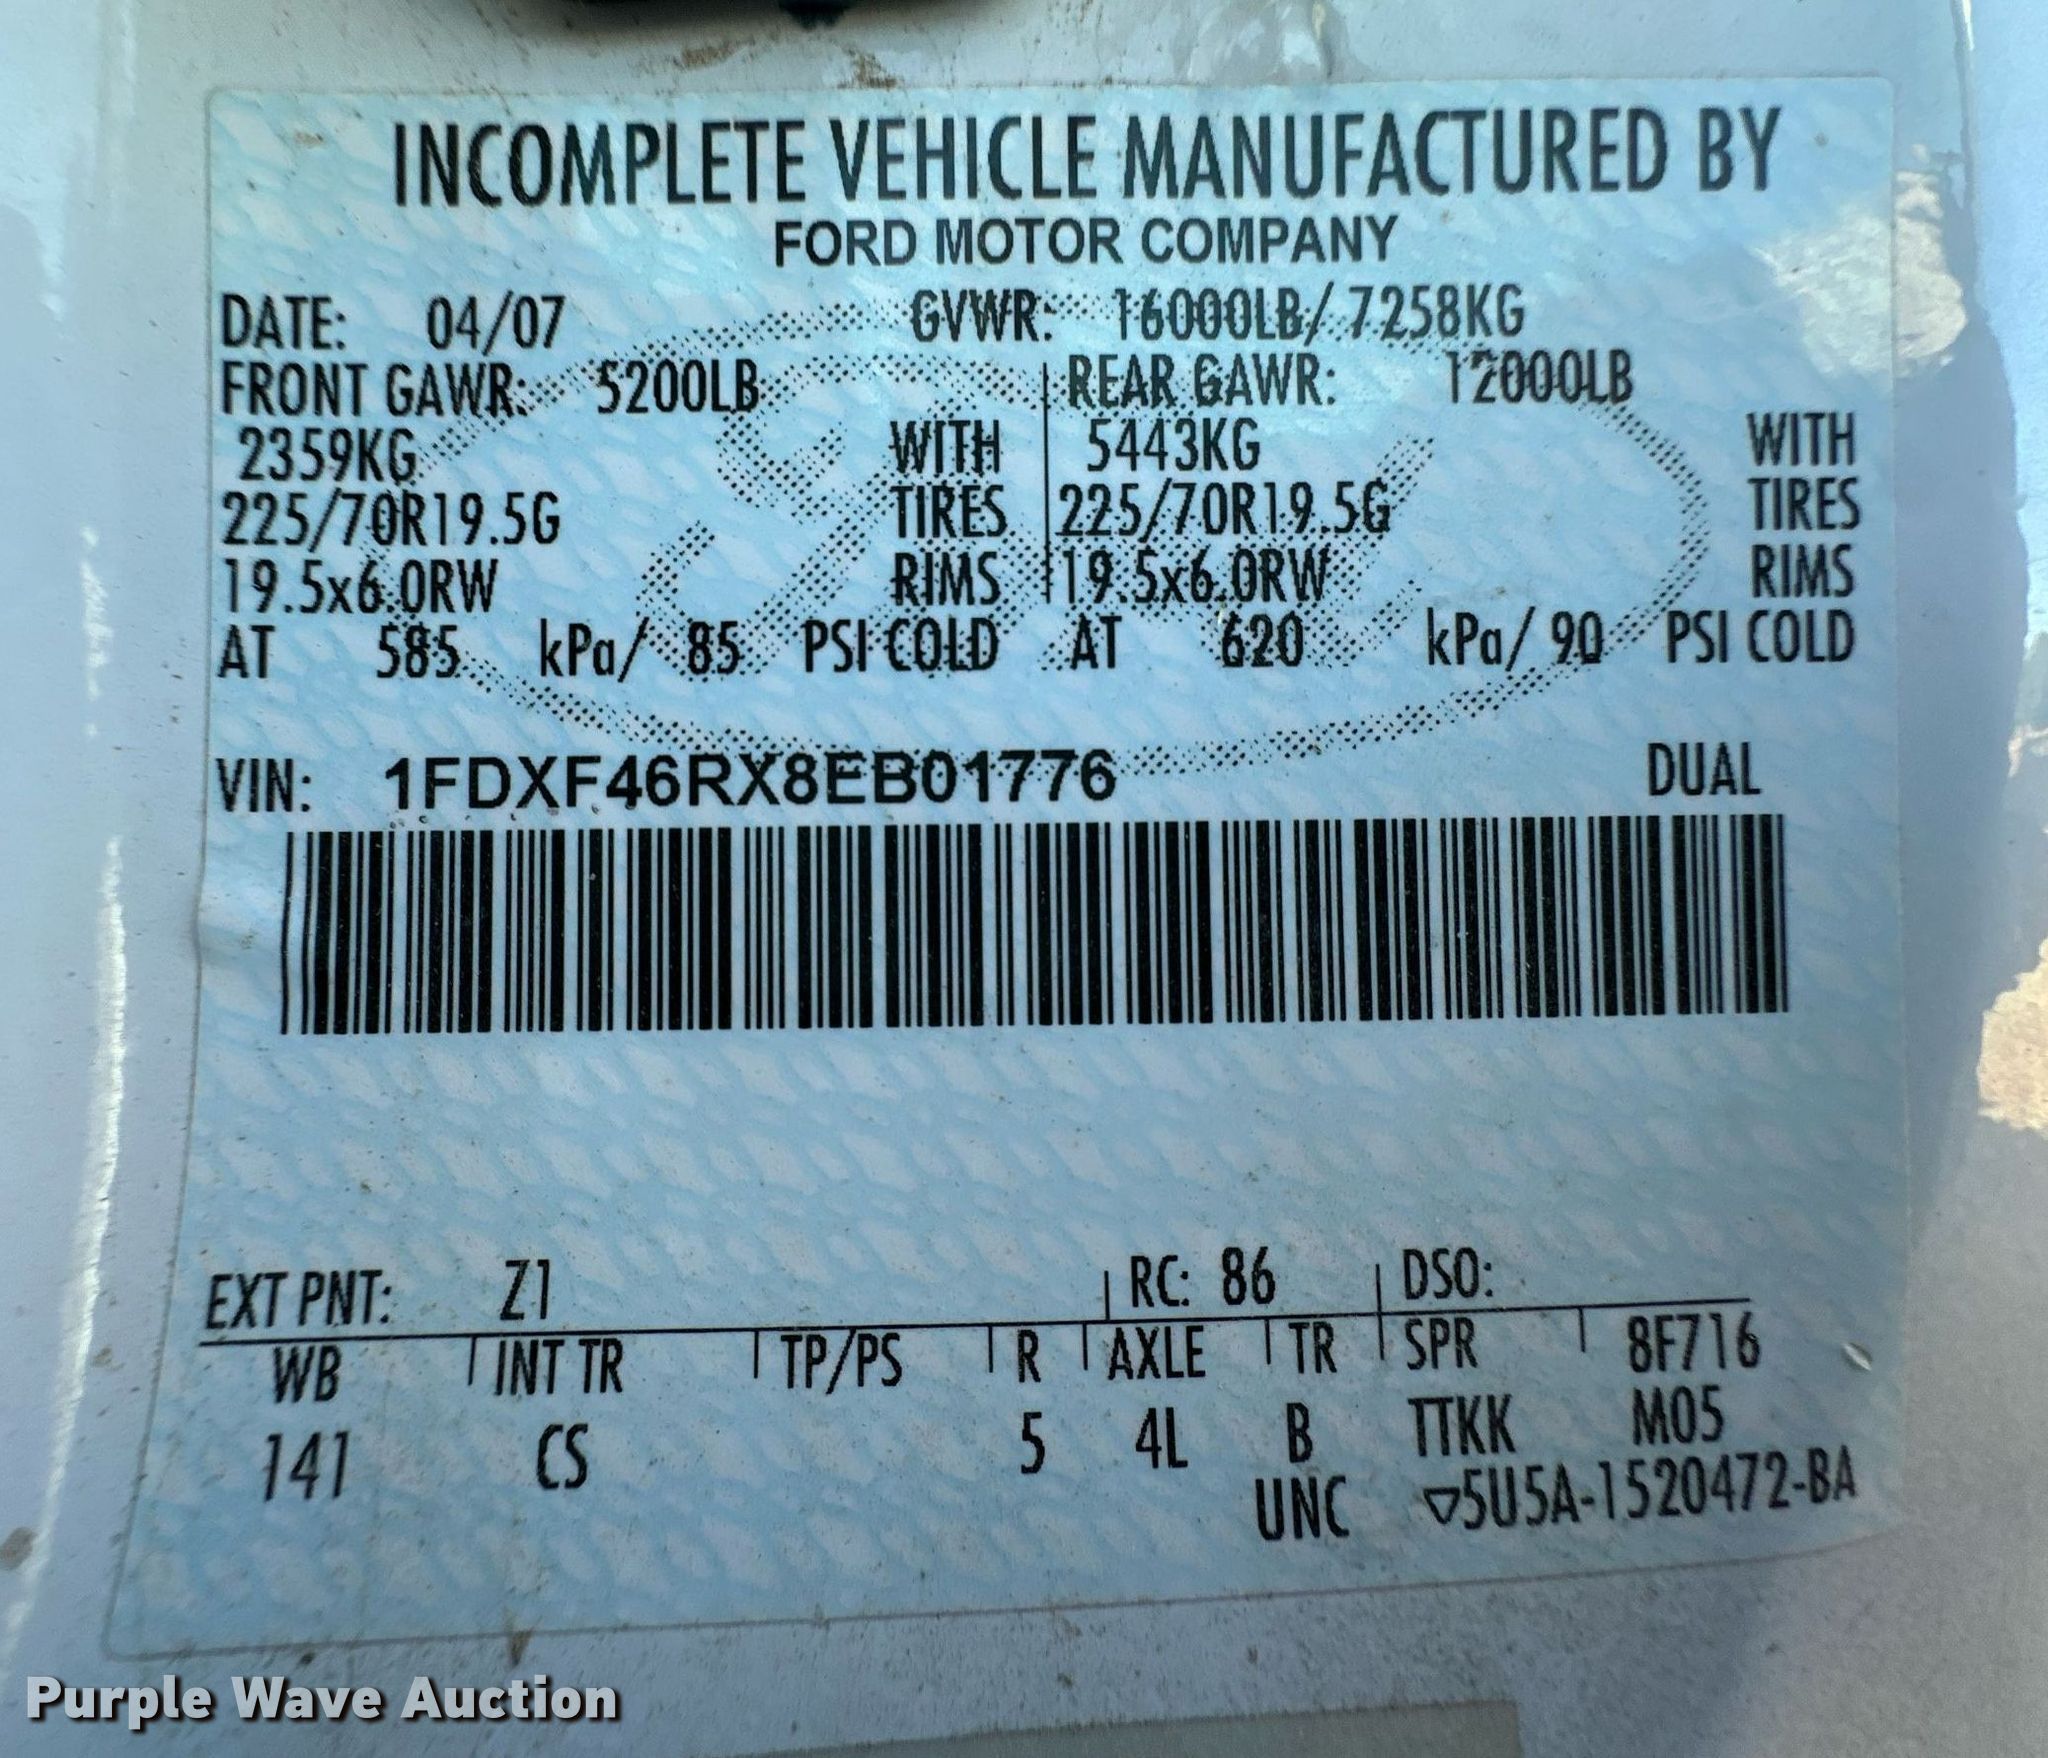 INCOMPLETE VEHICLE MANUFACTURED BY
FORD MOTOR COMPANY
DATE: 04/07 GVWR: 16000LB/ 7258KG
FRONT GAWR: 5200LB REAR GAWR: 12000LB
2359KG WITH 5443KG WITH
225/70R19.5G TIRES 225/70R19.5G TIRES
19.5x6.0RW RIMS 19.5x6.0RW RIMS
AT 585 kPa/ 85 PSI COLD AT 620 kPa/ 90 PSI COLD
VIN: 1FDXF46RX8EB01776 DUAL
EXT PNT: Z1 RC: 86 DSO:
WB INT TR TP/PS R AXLE TR SPR 8F716
141 CS 5 4L B TTKK M05
UNC ▽5U5A-1520472-BA
Purple Wave Auction